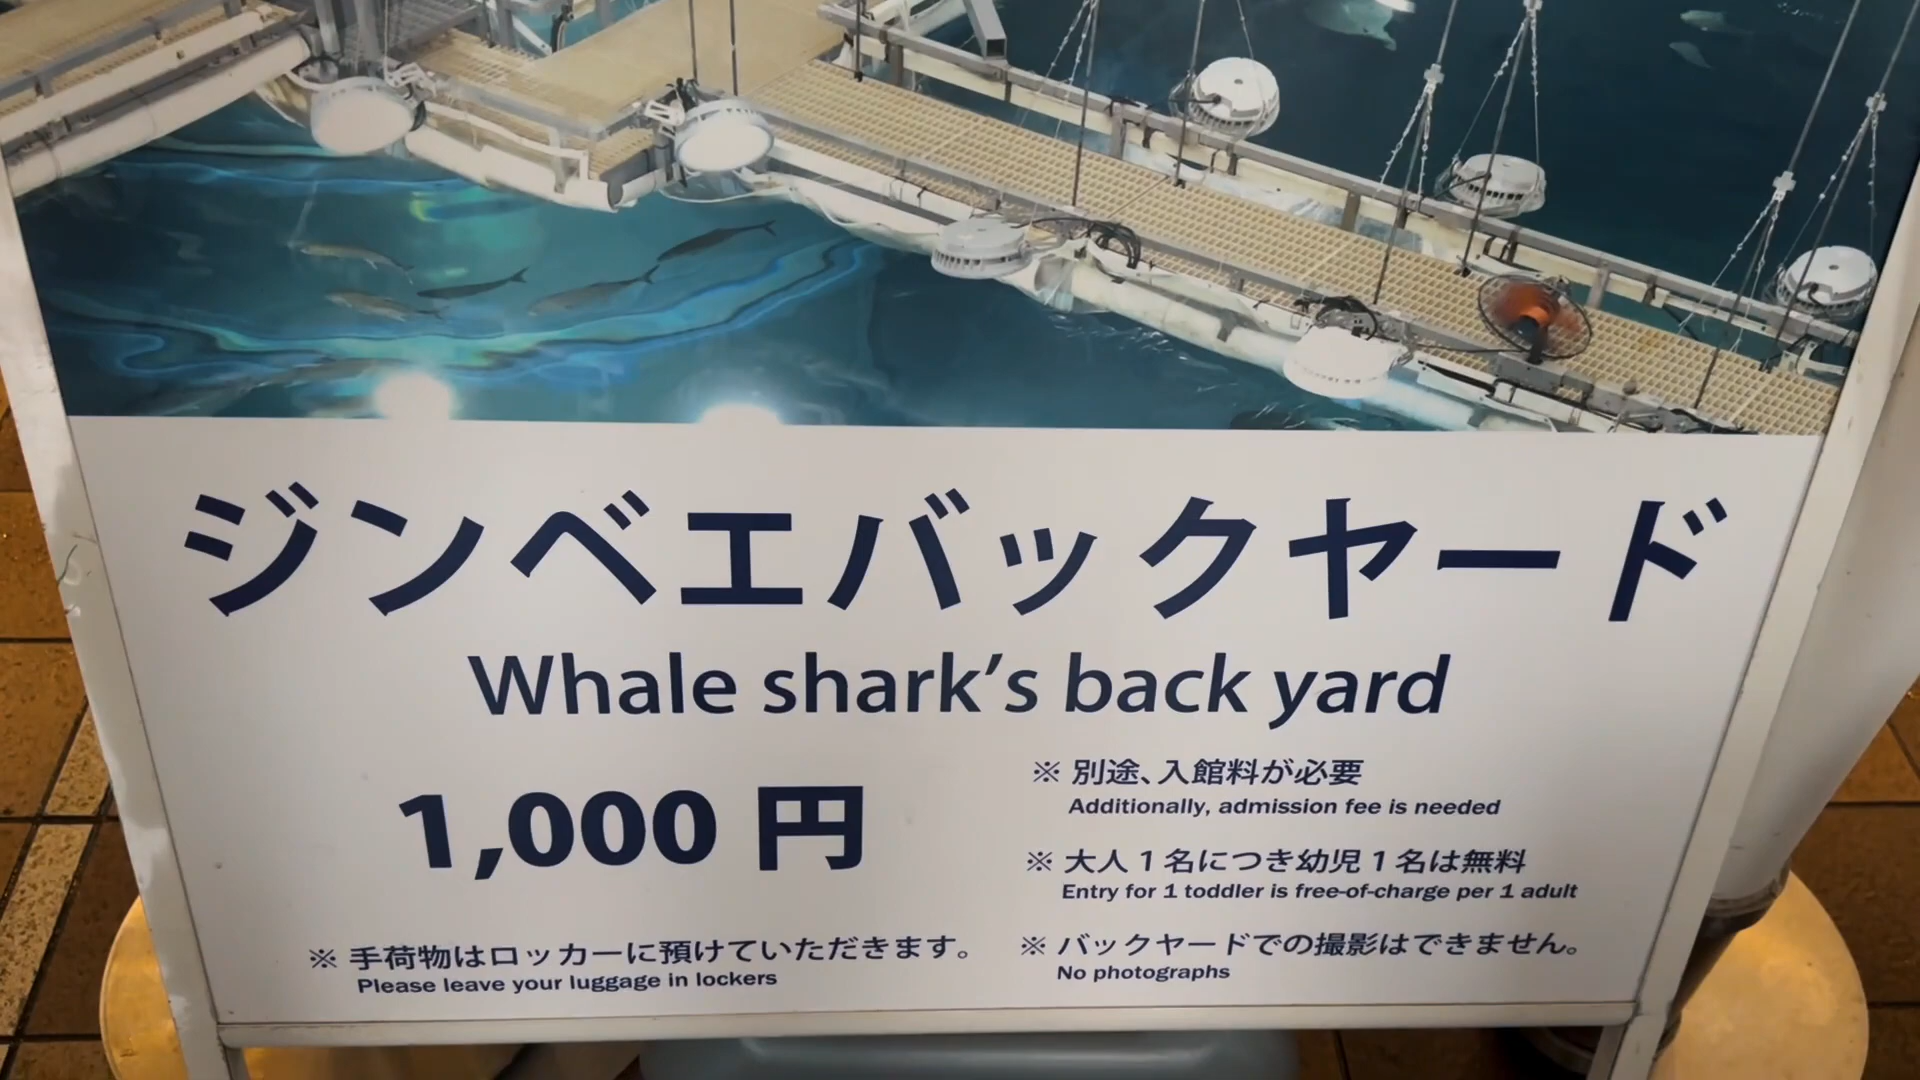 ジンベエバックヤード
Whale shark's back yard
1,000 円
※ 別途、入館料が必要
Additionally, admission fee is needed
※ 大人1名につき幼児1名は無料
Entry for 1 toddler is free-of-charge per 1 adult
※ 手荷物はロッカーに預けていただきます。
Please leave your luggage in lockers
※ バックヤードでの撮影はできません。
No photographs